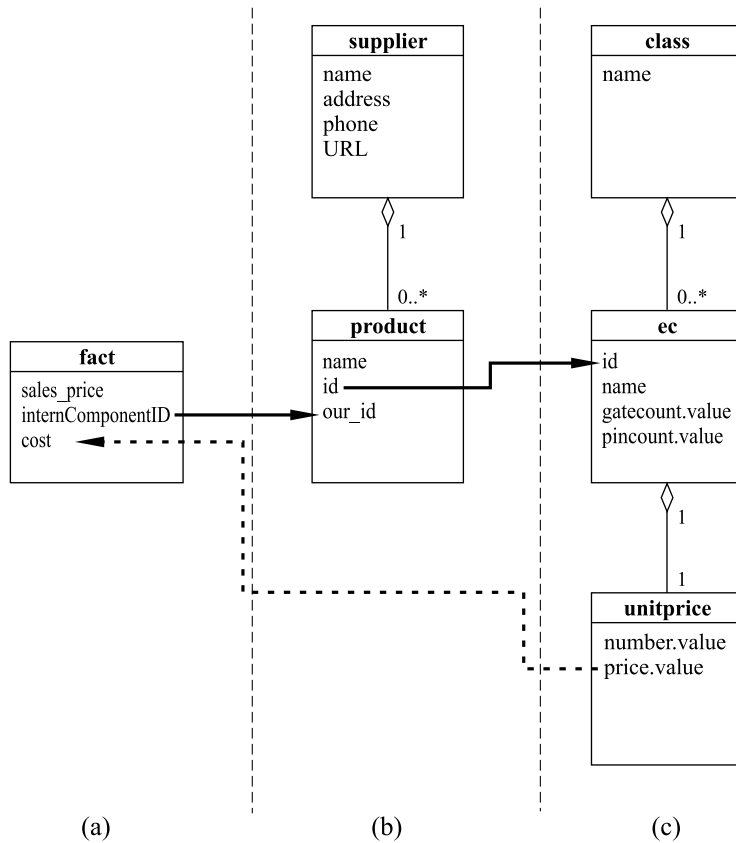 supplier
name
address
phone
URL
1
0..*
product
name
id
our_id
class
name
1
0..*
ec
id
name
gatecount.value
pincount.value
1
1
unitprice
number.value
price.value
fact
sales_price
internComponentID
cost
(a)
(b)
(c)